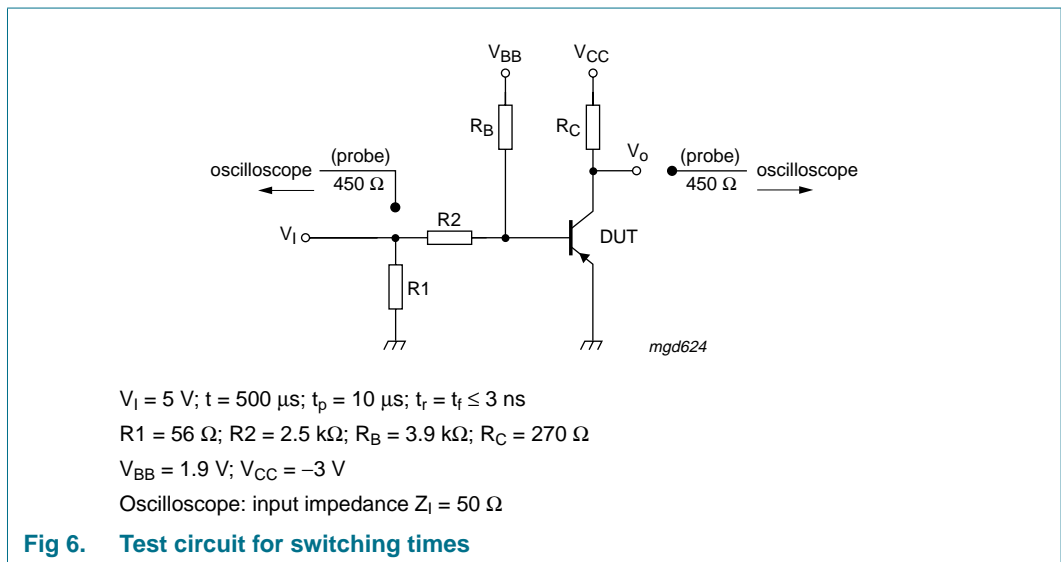 V_BB
V_CC
R_B
R_C
V_o
(probe)
oscilloscope
450 Ω
(probe)
oscilloscope
450 Ω
R2
V_I
DUT
R1
mgd624
V_I = 5 V; t = 500 μs; t_p = 10 μs; t_r = t_f ≤ 3 ns
R1 = 56 Ω; R2 = 2.5 kΩ; R_B = 3.9 kΩ; R_C = 270 Ω
V_BB = 1.9 V; V_CC = −3 V
Oscilloscope: input impedance Z_I = 50 Ω
Fig 6. Test circuit for switching times